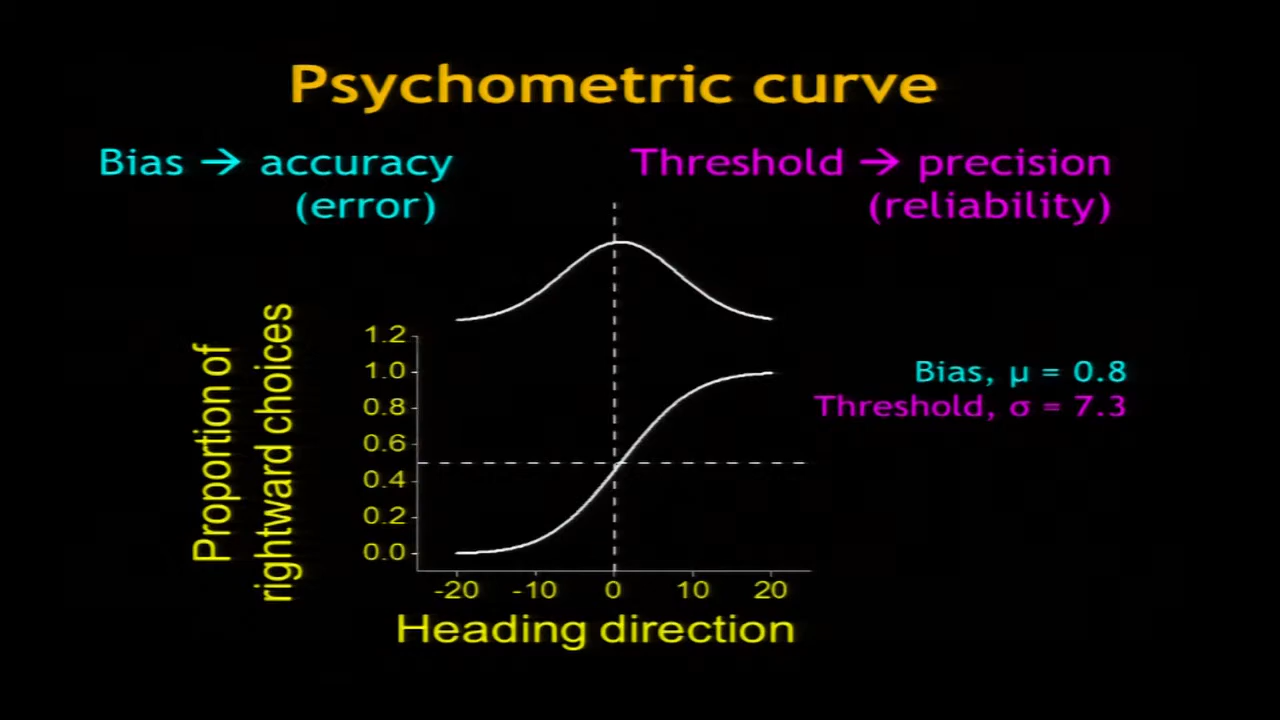 Psychometric curve
Bias → accuracy
(error)
Threshold → precision
(reliability)
Proportion of
rightward choices
1.2
1.0
0.8
0.6
0.4
0.2
0.0
-20 -10 0 10 20
Heading direction
Bias, μ = 0.8
Threshold, σ = 7.3